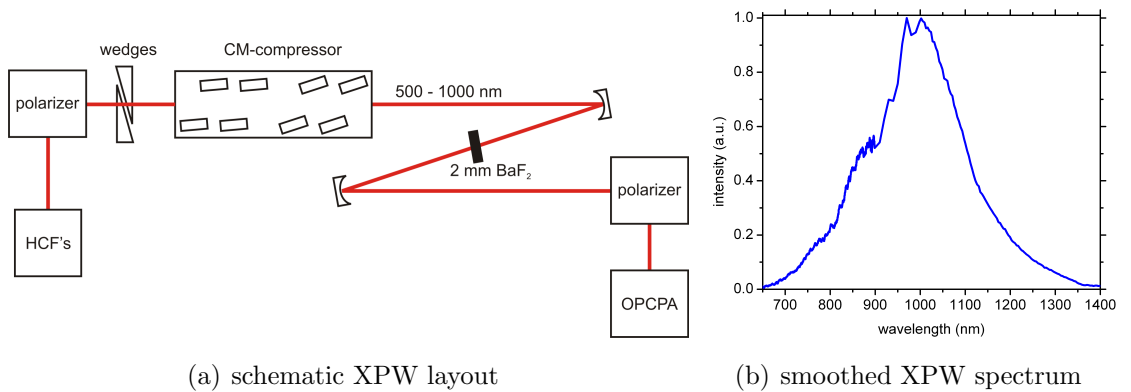 wedges
CM-compressor
polarizer
500 - 1000 nm
2 mm BaF₂
polarizer
HCF's
OPCPA
(a) schematic XPW layout
intensity (a.u.)
1.0
0.8
0.6
0.4
0.2
0.0
700 800 900 1000 1100 1200 1300 1400
wavelength (nm)
(b) smoothed XPW spectrum